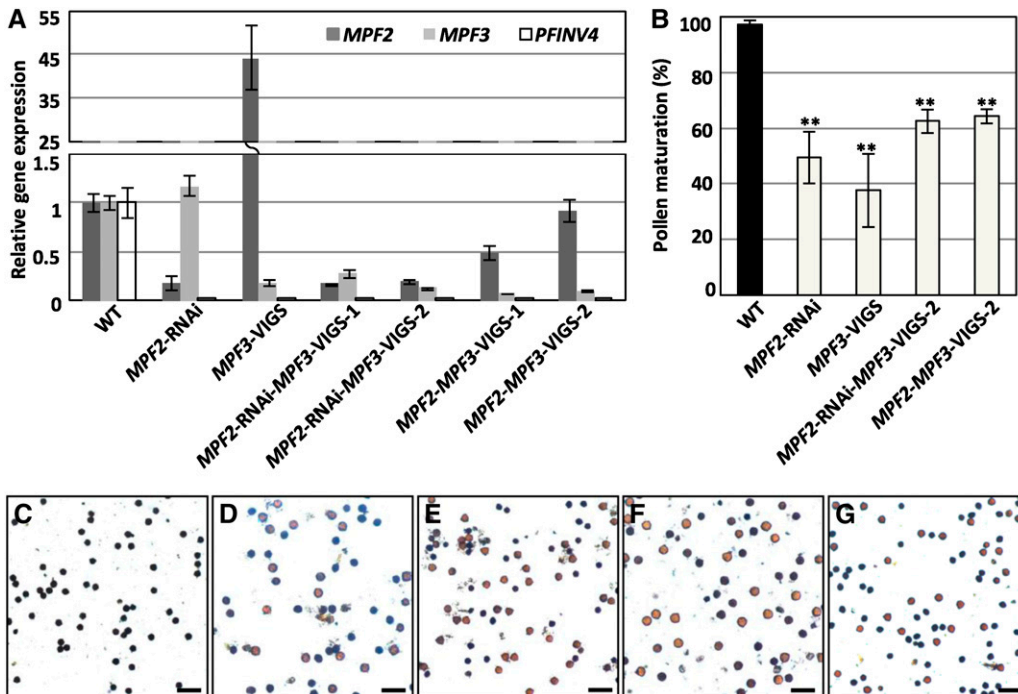 A
55
45
35
25
1.5
1
0.5
0
Relative gene expression
MPF2 MPF3 PFINV4
WT
MPF2-RNAi
MPF3-VIGS
MPF2-RNAi-MPF3-VIGS-1
MPF2-RNAi-MPF3-VIGS-2
MPF2-MPF3-VIGS-1
MPF2-MPF3-VIGS-2
B
100
80
60
40
20
0
Pollen maturation (%)
**
**
**
**
WT
MPF2-RNAi
MPF3-VIGS
MPF2-RNAi-MPF3-VIGS-2
MPF2-MPF3-VIGS-2
C
D
E
F
G